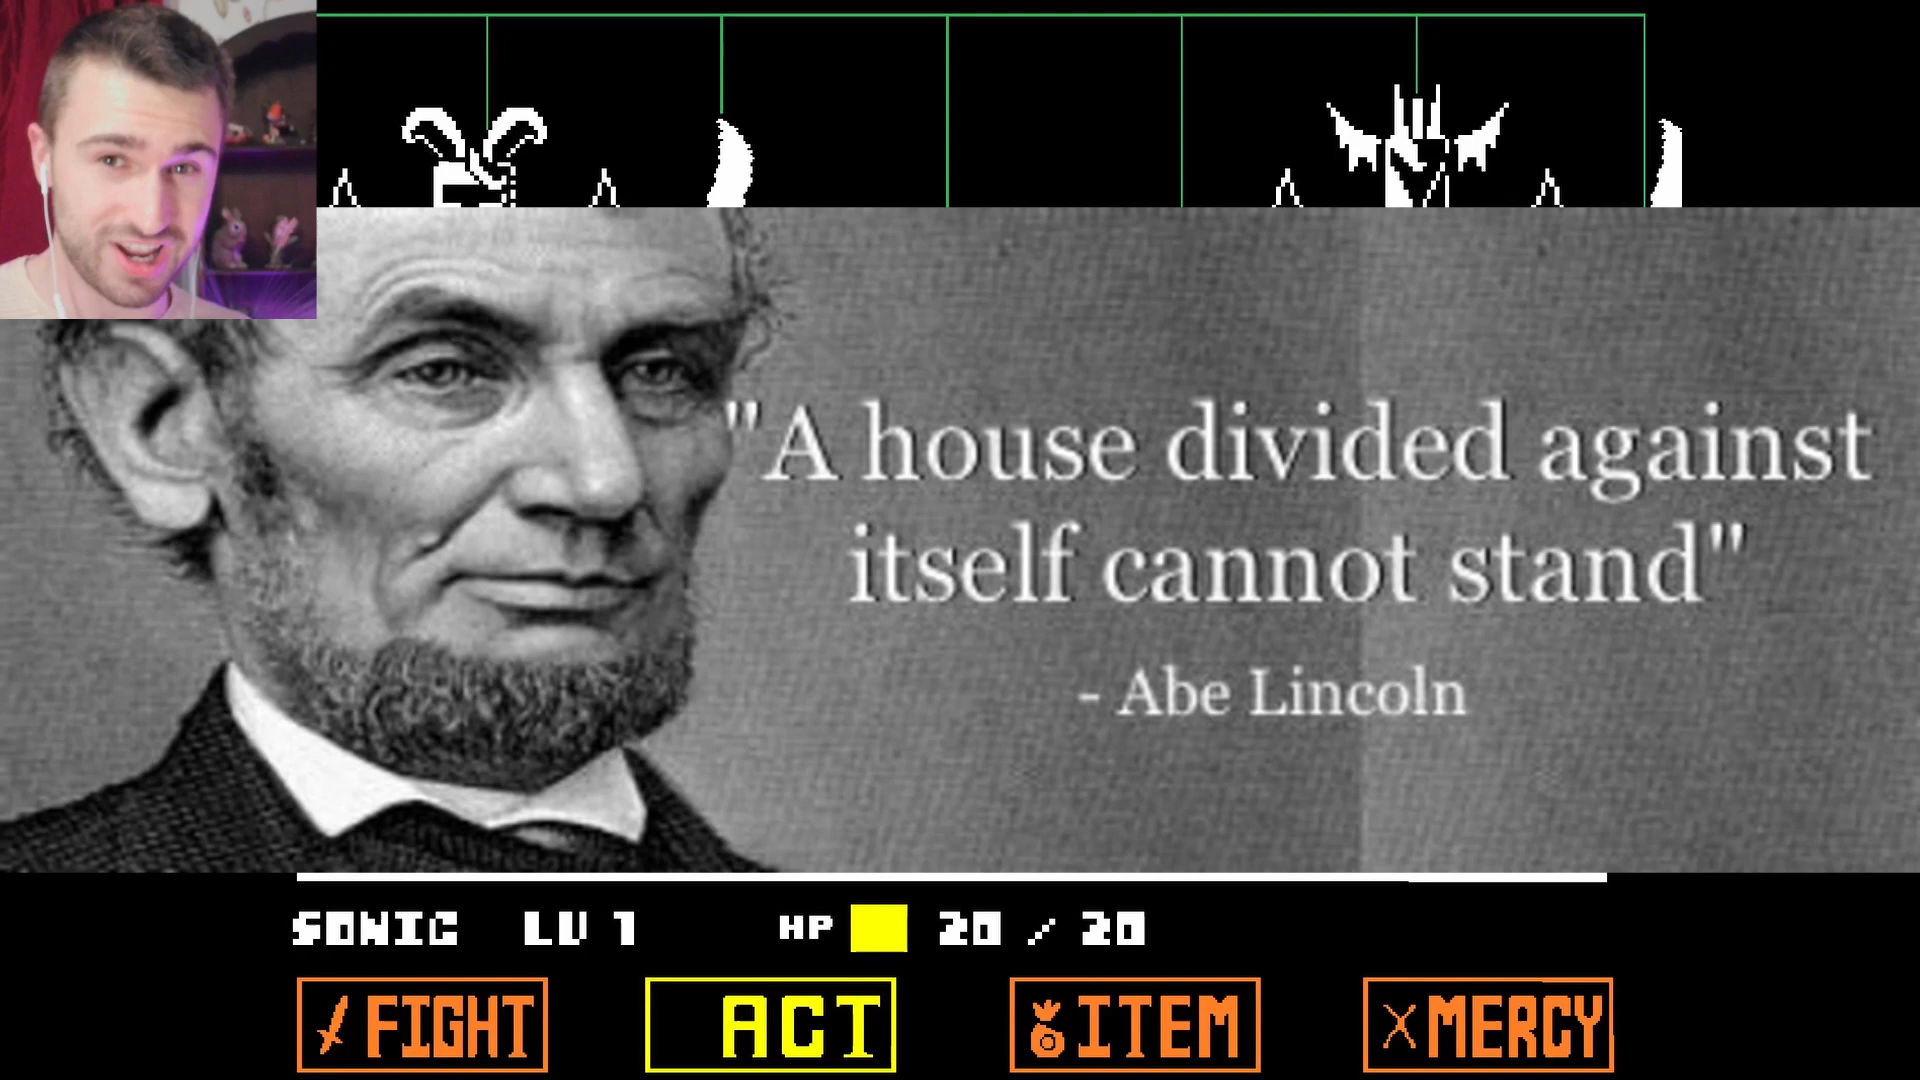 "A house divided against
itself cannot stand"
- Abe Lincoln
SONIC LV 1 HP 20 / 20
FIGHT ACT ITEM MERCY